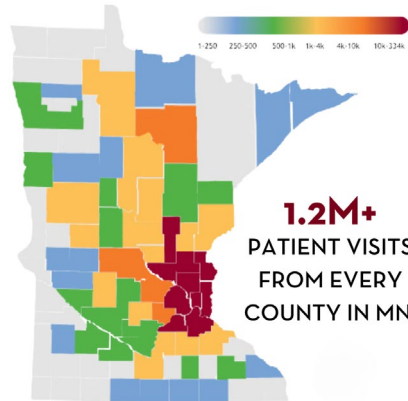 1-250 250-500 500-1k 1k-4k 4k-10k 10k-334k
1.2M+
PATIENT VISITS
FROM EVERY
COUNTY IN MN